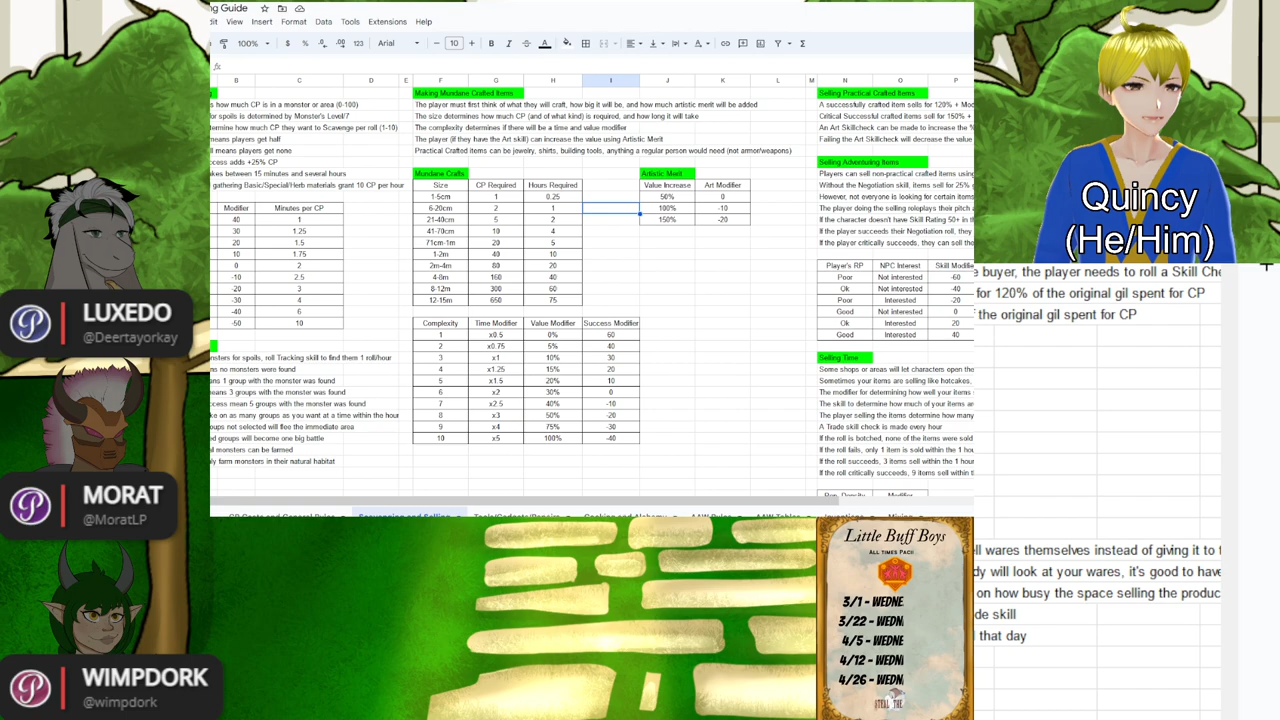 ng Guide
dit View Insert Format Data Tools Extensions Help
100% $ % .0 .00 123 Arial 10 B I A
fx
B C D E F G H I J K L M N O P
s how much CP is in a monster or area (0-100)
for spoils is determined by Monster's Level/7
etermine how much CP they want to Scavenge per roll (1-10)
means players get half
l means players get none
ccess adds +25% CP
akes between 15 minutes and several hours
gathering Basic/Special/Herb materials grant 10 CP per hour
Modifier Minutes per CP
40 1
30 1.25
20 1.5
10 1.75
0 2
-10 2.5
-20 3
-30 4
-40 6
-50 10
nsters for spoils, roll Tracking skill to find them 1 roll/hour
ns no monsters were found
ans 1 group with the monster was found
means 3 groups with the monster was found
cess mean 5 groups with the monster was found
ke on as many groups as you want at a time within the hour
oups not selected will flee the immediate area
ed groups will become one big battle
al monsters can be farmed
nly farm monsters in their natural habitat
Making Mundane Crafted Items
The player must first think of what they will craft, how big it will be, and how much artistic merit will be added
The size determines how much CP (and of what kind) is required, and how long it will take
The complexity determines if there will be a time and value modifier
The player (if they have the Art skill) can increase the value using Artistic Merit
Practical Crafted items can be jewelry, shirts, building tools, anything a regular person would need (not armor/weapons)
Mundane Crafts
Size CP Required Hours Required
1-5cm 1 0.25
6-20cm 2 1
21-40cm 5 2
41-70cm 10 4
71cm-1m 20 5
1-2m 40 10
2m-4m 80 20
4-8m 160 40
8-12m 300 60
12-15m 650 75
Artistic Merit
Value Increase Art Modifier
50% 0
100% -10
150% -20
Complexity Time Modifier Value Modifier Success Modifier
1 x0.5 0% 60
2 x0.75 5% 40
3 x1 10% 30
4 x1.25 15% 20
5 x1.5 20% 10
6 x2 30% 0
7 x2.5 40% -10
8 x3 50% -20
9 x4 75% -30
10 x5 100% -40
Selling Practical Crafted Items
A successfully crafted item sells for 120% + Mod
Critical Successful crafted items sell for 150% +
An Art Skillcheck can be made to increase the %
Failing the Art Skillcheck will decrease the value
Selling Adventuring Items
Players can sell non-practical crafted items using
Without the Negotiation skill, items sell for 25%
However, not everyone is looking for certain items
The player doing the selling roleplays their pitch a
If the character doesn't have Skill Rating 50+ in t
If the player succeeds their Negotiation roll, they
If the player critically succeeds, they can sell the
Player's RP NPC Interest Skill Modifie
Poor Not interested -60
Ok Not interested -40
Poor Interested -20
Good Not interested 0
Ok Interested 20
Good Interested 40
Selling Time
Some shops or areas will let characters open the
Sometimes your items are selling like hotcakes,
The modifier for determining how well your items
The skill to determine how much of your items ar
The player selling the items determine how many
A Trade skill check is made every hour
If the roll is botched, none of the items were sold
If the roll fails, only 1 item is sold within the 1 hou
If the roll succeeds, 3 items sell within the 1 hour
If the roll critically succeeds, 9 items sell within t
Pop. Density Modifier
CP Costs and General Rules Scavenging and Selling Tools/Gadgets/Repairs Cooking and Alchemy AAW Rules AAW Tables Inventions Mixing
Quincy
(He/Him)
e buyer, the player needs to roll a Skill Che
for 120% of the original gil spent for CP
f the original gil spent for CP
ell wares themselves instead of giving it to t
dy will look at your wares, it's good to have
on how busy the space selling the produc
de skill
that day
LUXEDO
@Deertayorkay
MORAT
@MoratLP
WIMPDORK
@wimpdork
Little Buff Boys
ALL TIMES PACI
3/1 - WEDNE
3/22 - WEDN
4/5 - WEDNE
4/12 - WEDN
4/26 - WEDN